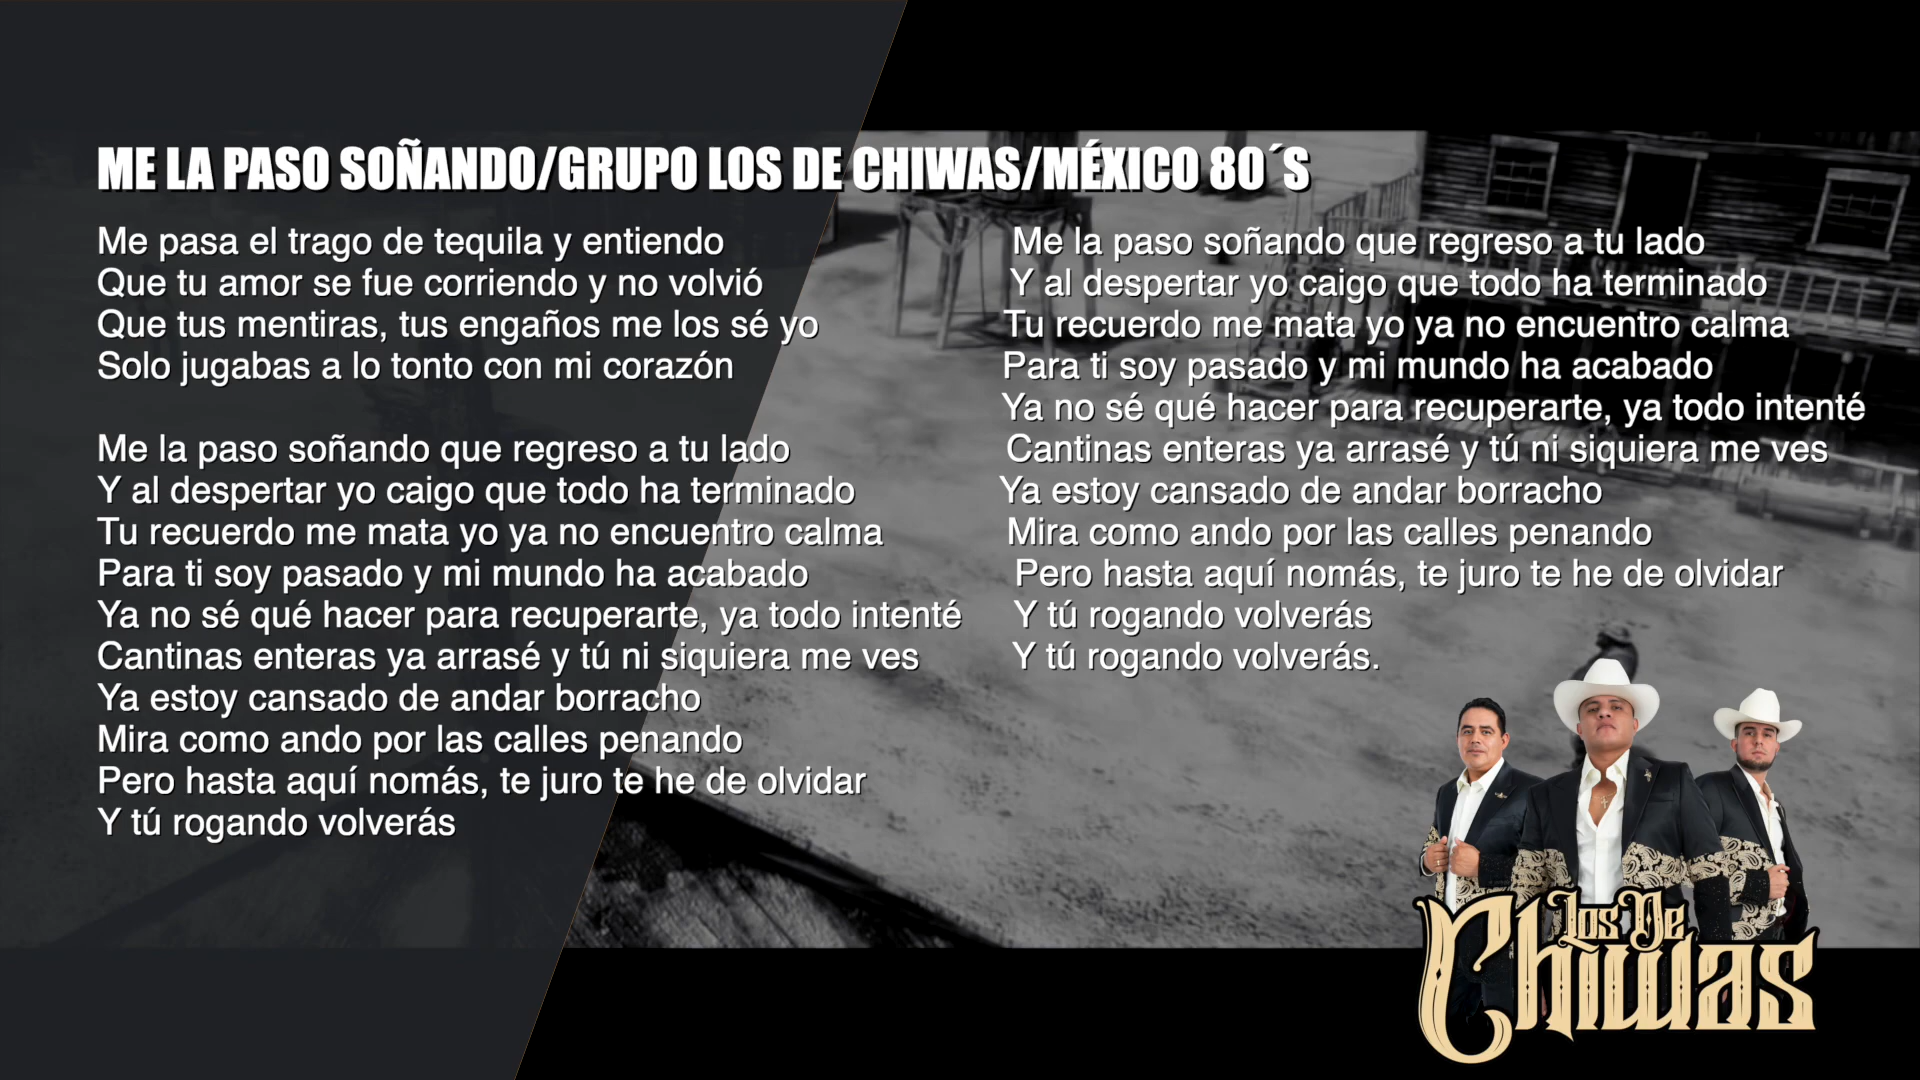 ME LA PASO SOÑANDO/GRUPO LOS DE CHIWAS/MÉXICO 80´S
Me pasa el trago de tequila y entiendo
Que tu amor se fue corriendo y no volvió
Que tus mentiras, tus engaños me los sé yo
Solo jugabas a lo tonto con mi corazón
Me la paso soñando que regreso a tu lado
Y al despertar yo caigo que todo ha terminado
Tu recuerdo me mata yo ya no encuentro calma
Para ti soy pasado y mi mundo ha acabado
Ya no sé qué hacer para recuperarte, ya todo intenté
Cantinas enteras ya arrasé y tú ni siquiera me ves
Ya estoy cansado de andar borracho
Mira como ando por las calles penando
Pero hasta aquí nomás, te juro te he de olvidar
Y tú rogando volverás
Me la paso soñando que regreso a tu lado
Y al despertar yo caigo que todo ha terminado
Tu recuerdo me mata yo ya no encuentro calma
Para ti soy pasado y mi mundo ha acabado
Ya no sé qué hacer para recuperarte, ya todo intenté
Cantinas enteras ya arrasé y tú ni siquiera me ves
Ya estoy cansado de andar borracho
Mira como ando por las calles penando
Pero hasta aquí nomás, te juro te he de olvidar
Y tú rogando volverás
Y tú rogando volverás.
Los De
Chiwas